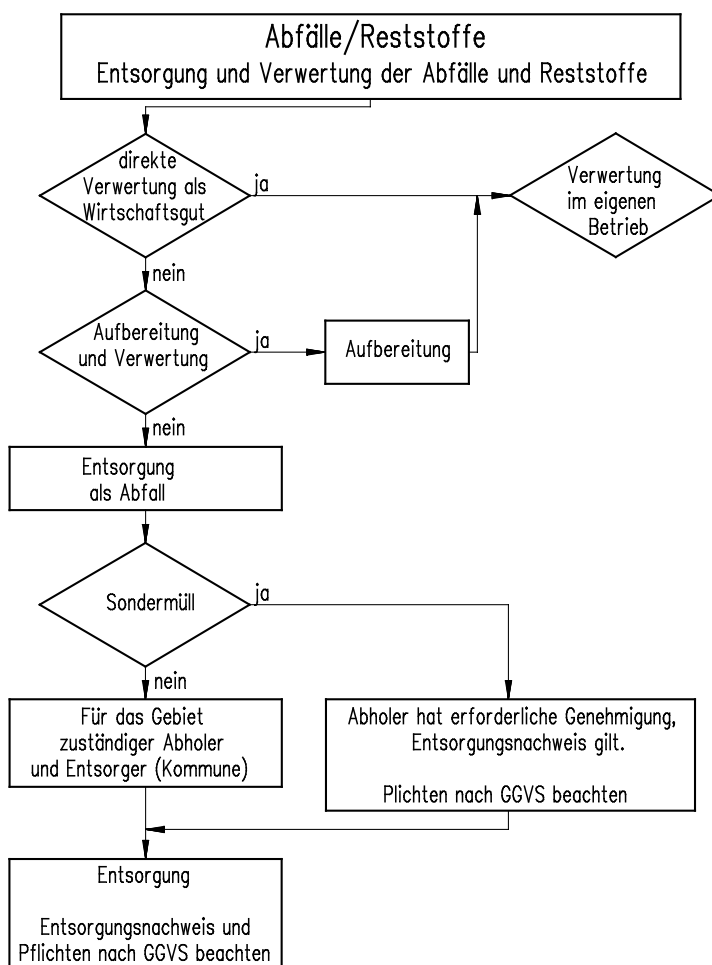 Abfälle/Reststoffe
Entsorgung und Verwertung der Abfälle und Reststoffe
direkte
Verwertung als
Wirtschaftsgut
ja
Verwertung
im eigenen
Betrieb
nein
Aufbereitung
und Verwertung
ja
Aufbereitung
nein
Entsorgung
als Abfall
Sondermüll
ja
nein
Für das Gebiet
zuständiger Abholer
und Entsorger (Kommune)
Abholer hat erforderliche Genehmigung,
Entsorgungsnachweis gilt.
Plichten nach GGVS beachten
Entsorgung
Entsorgungsnachweis und
Pflichten nach GGVS beachten